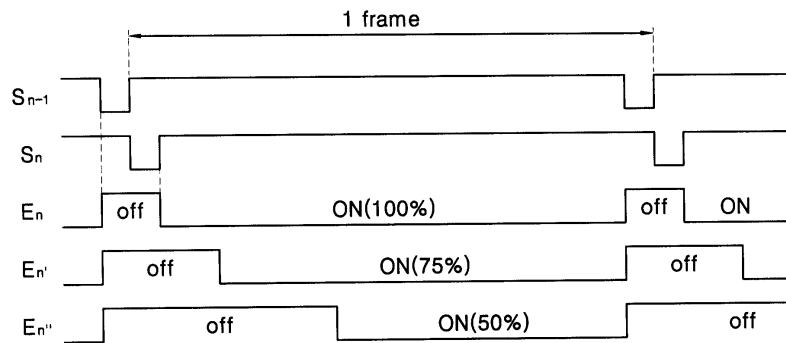 1 frame
Sn-1
Sn
En off ON(100%) off ON
En' off ON(75%) off
En" off ON(50%) off